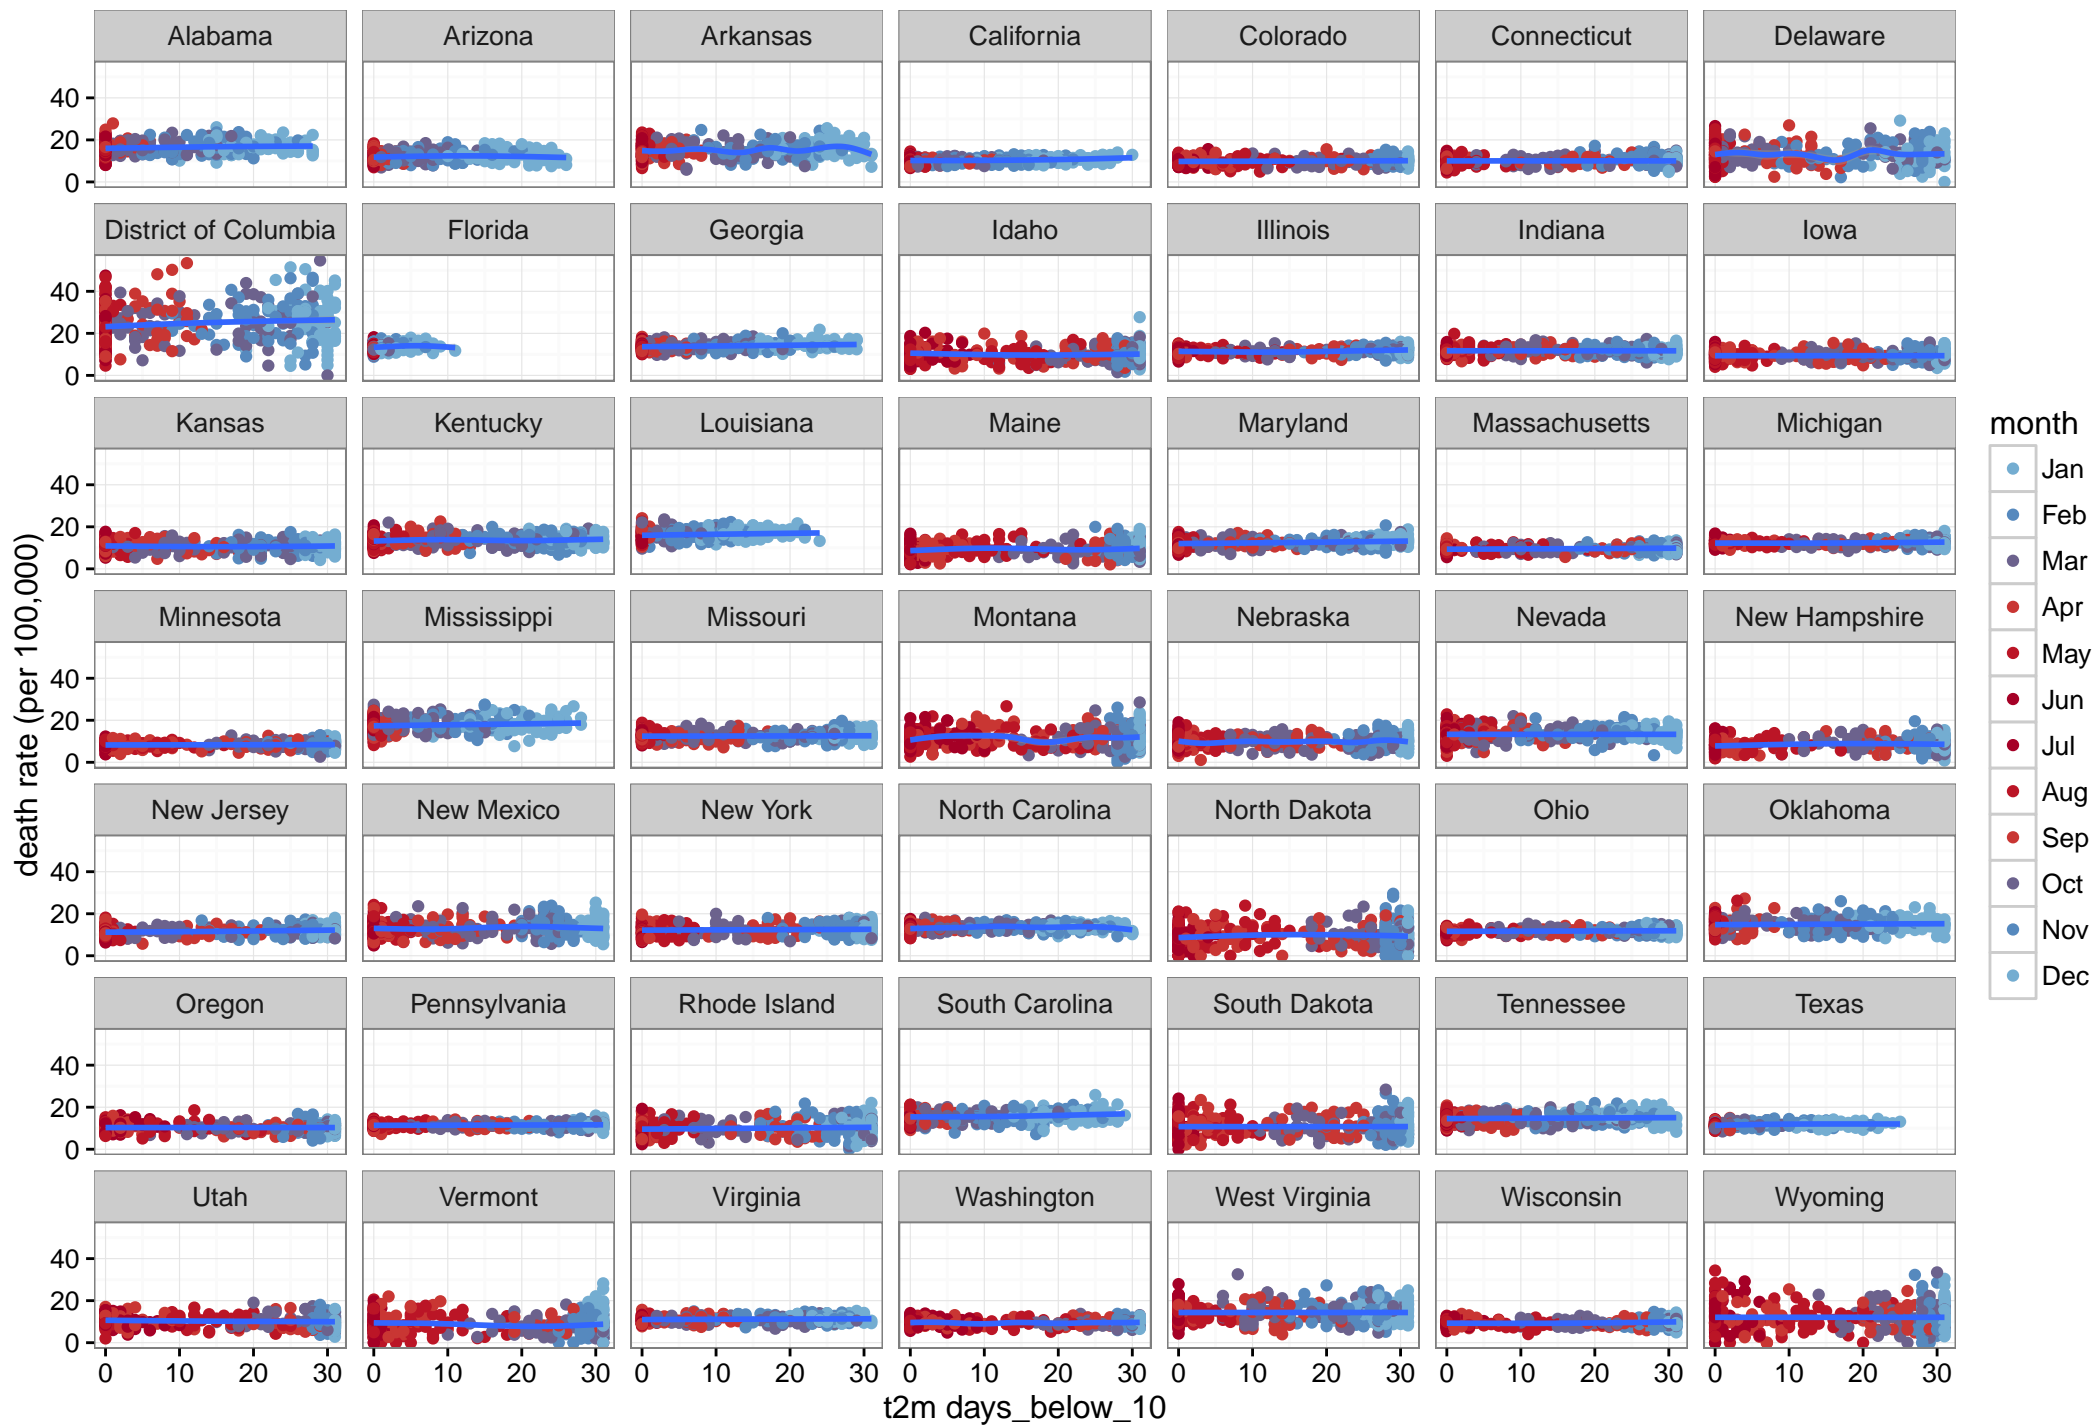 Alabama Arizona Arkansas California Colorado Connecticut Delaware
40
20
0
District of Columbia Florida Georgia Idaho Illinois Indiana Iowa
40
20
0
Kansas Kentucky Louisiana Maine Maryland Massachusetts Michigan
40
20
0
Minnesota Mississippi Missouri Montana Nebraska Nevada New Hampshire
40
20
0
New Jersey New Mexico New York North Carolina North Dakota Ohio Oklahoma
40
20
0
Oregon Pennsylvania Rhode Island South Carolina South Dakota Tennessee Texas
40
20
0
Utah Vermont Virginia Washington West Virginia Wisconsin Wyoming
40
20
0
0 10 20 30 0 10 20 30 0 10 20 30 0 10 20 30 0 10 20 30 0 10 20 30 0 10 20 30
t2m days_below_10
death rate (per 100,000)
month
Jan
Feb
Mar
Apr
May
Jun
Jul
Aug
Sep
Oct
Nov
Dec